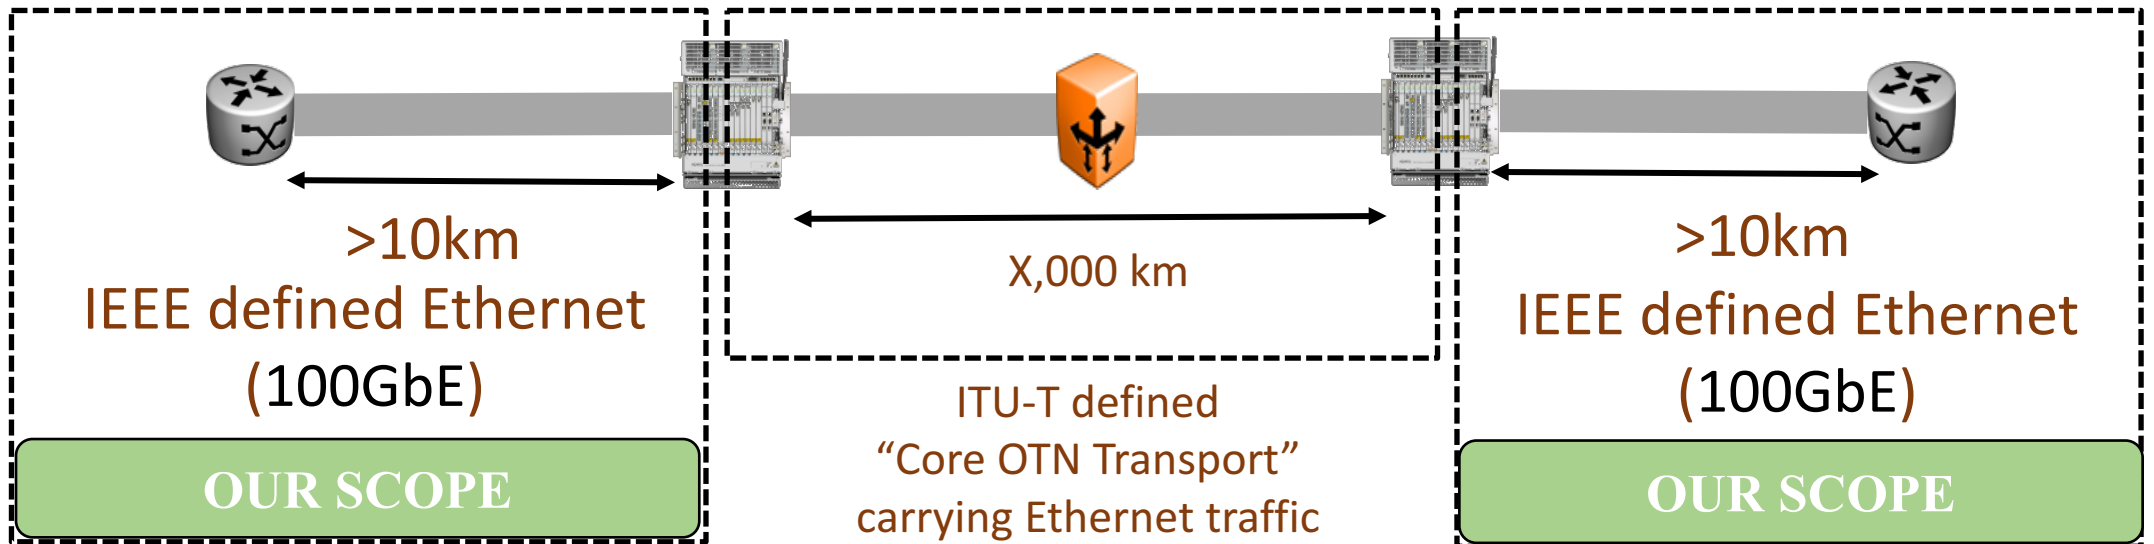 >10km
IEEE defined Ethernet
(100GbE)
OUR SCOPE
X,000 km
ITU-T defined
“Core OTN Transport”
carrying Ethernet traffic
>10km
IEEE defined Ethernet
(100GbE)
OUR SCOPE